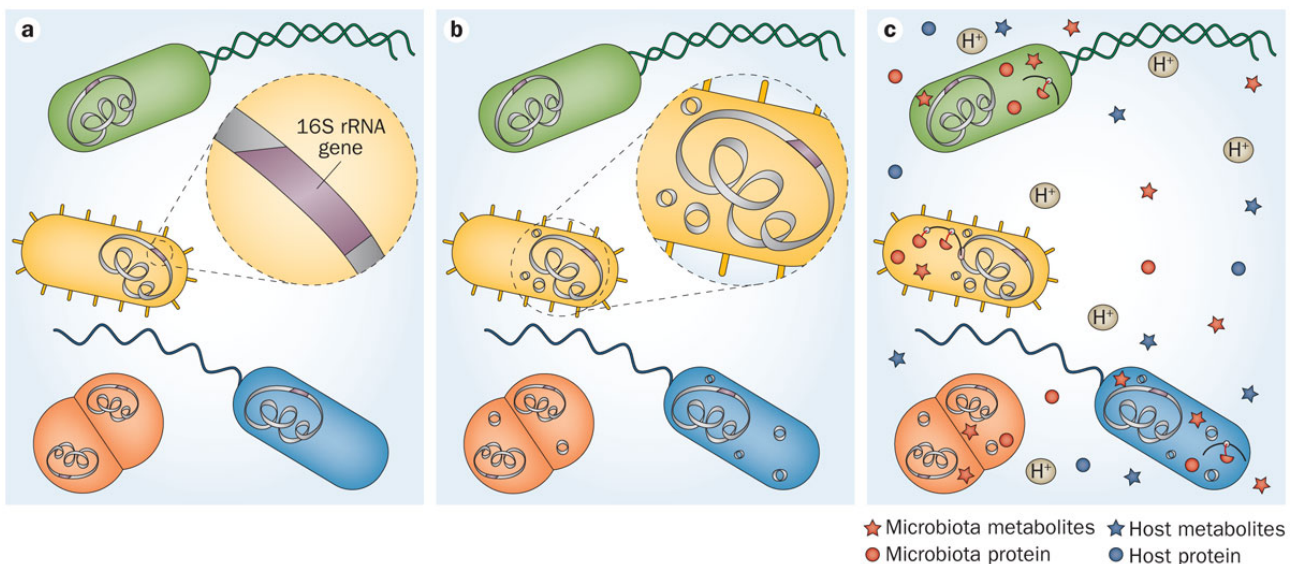 a
16S rRNA
gene
b
c
H⁺
H⁺
H⁺
H⁺
H⁺
H⁺
Microbiota metabolites
Host metabolites
Microbiota protein
Host protein